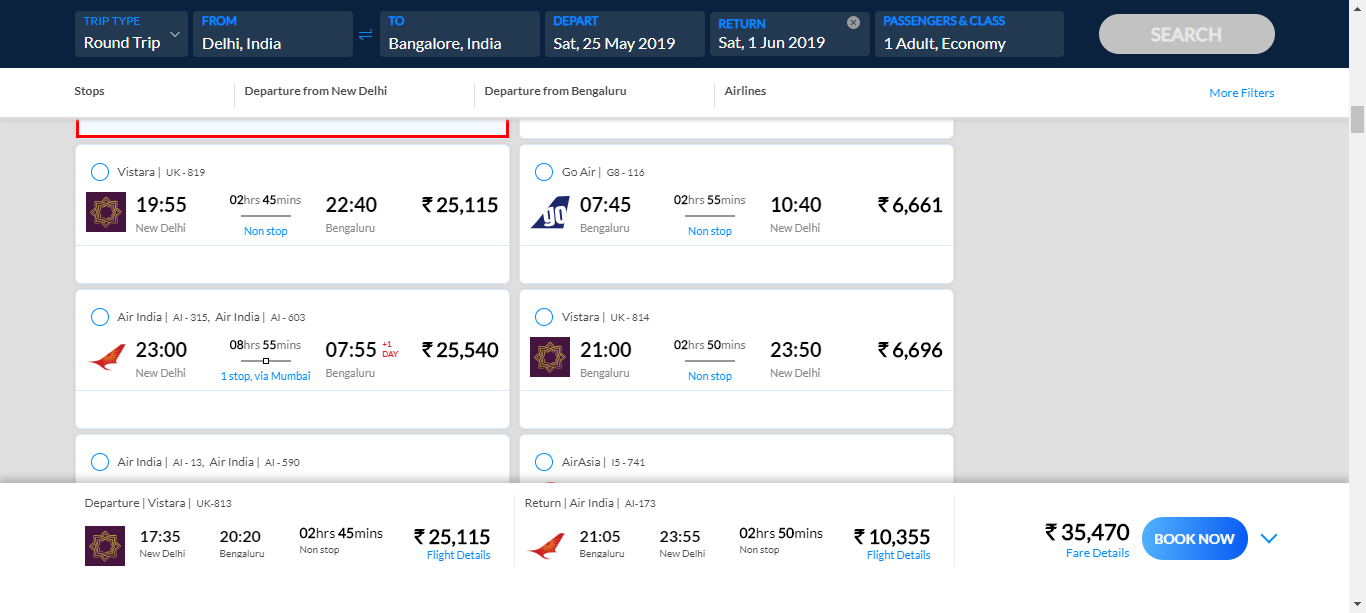 TRIP TYPE
Round Trip
FROM
Delhi, India
TO
Bangalore, India
DEPART
Sat, 25 May 2019
RETURN
Sat, 1 Jun 2019
PASSENGERS & CLASS
1 Adult, Economy
SEARCH
Stops
Departure from New Delhi
Departure from Bengaluru
Airlines
More Filters
Vistara | UK - 819
19:55 02hrs 45mins 22:40 ₹ 25,115
New Delhi Non stop Bengaluru
Go Air | G8 - 116
go
07:45 02hrs 55mins 10:40 ₹ 6,661
Bengaluru Non stop New Delhi
Air India | AI - 315, Air India | AI - 603
23:00 08hrs 55mins 07:55 +1 DAY ₹ 25,540
New Delhi 1 stop, via Mumbai Bengaluru
Vistara | UK - 814
21:00 02hrs 50mins 23:50 ₹ 6,696
Bengaluru Non stop New Delhi
Air India | AI - 13, Air India | AI - 590
AirAsia | I5 - 741
Departure | Vistara | UK-813
17:35 20:20 02hrs 45mins ₹ 25,115
New Delhi Bengaluru Non stop Flight Details
Return | Air India | AI-173
21:05 23:55 02hrs 50mins ₹ 10,355
Bengaluru New Delhi Non stop Flight Details
₹ 35,470
Fare Details
BOOK NOW